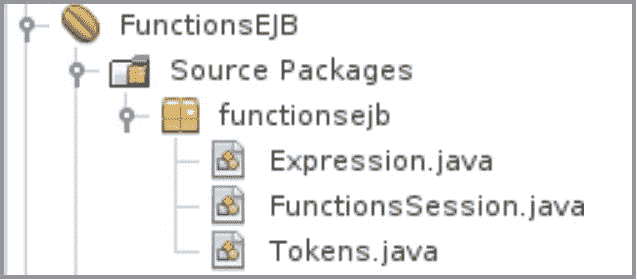 FunctionsEJB
Source Packages
functionsejb
Expression.java
FunctionsSession.java
Tokens.java